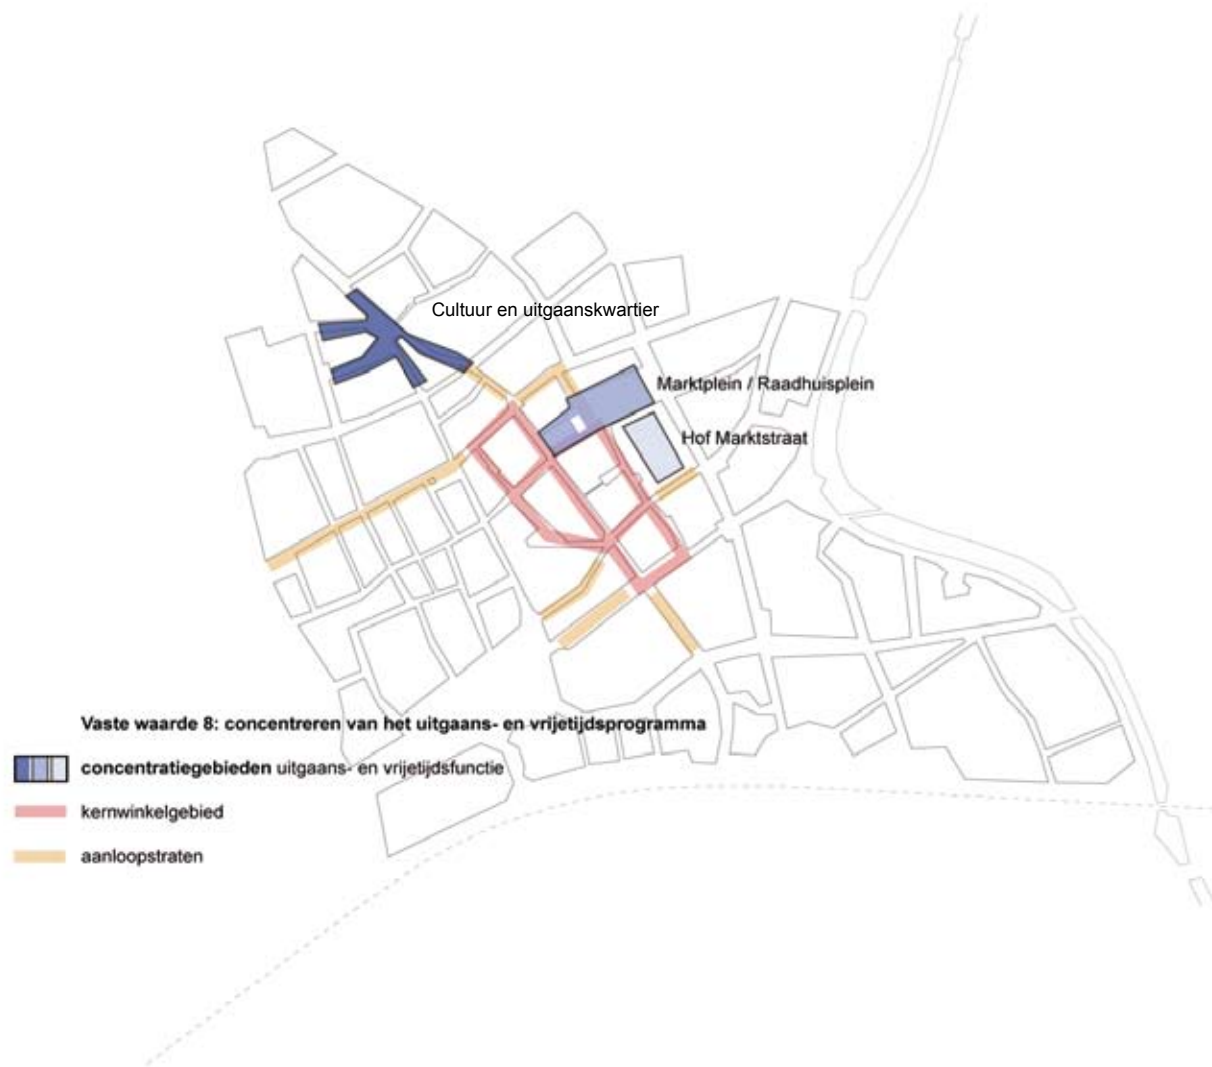 Cultuur en uitgaanskwartier
Marktplein / Raadhuisplein
Hof Marktstraat
Vaste waarde 8: concentreren van het uitgaans- en vrijetijdsprogramma
concentratiegebieden uitgaans- en vrijetijdsfunctie
kernwinkelgebied
aanloopstraten